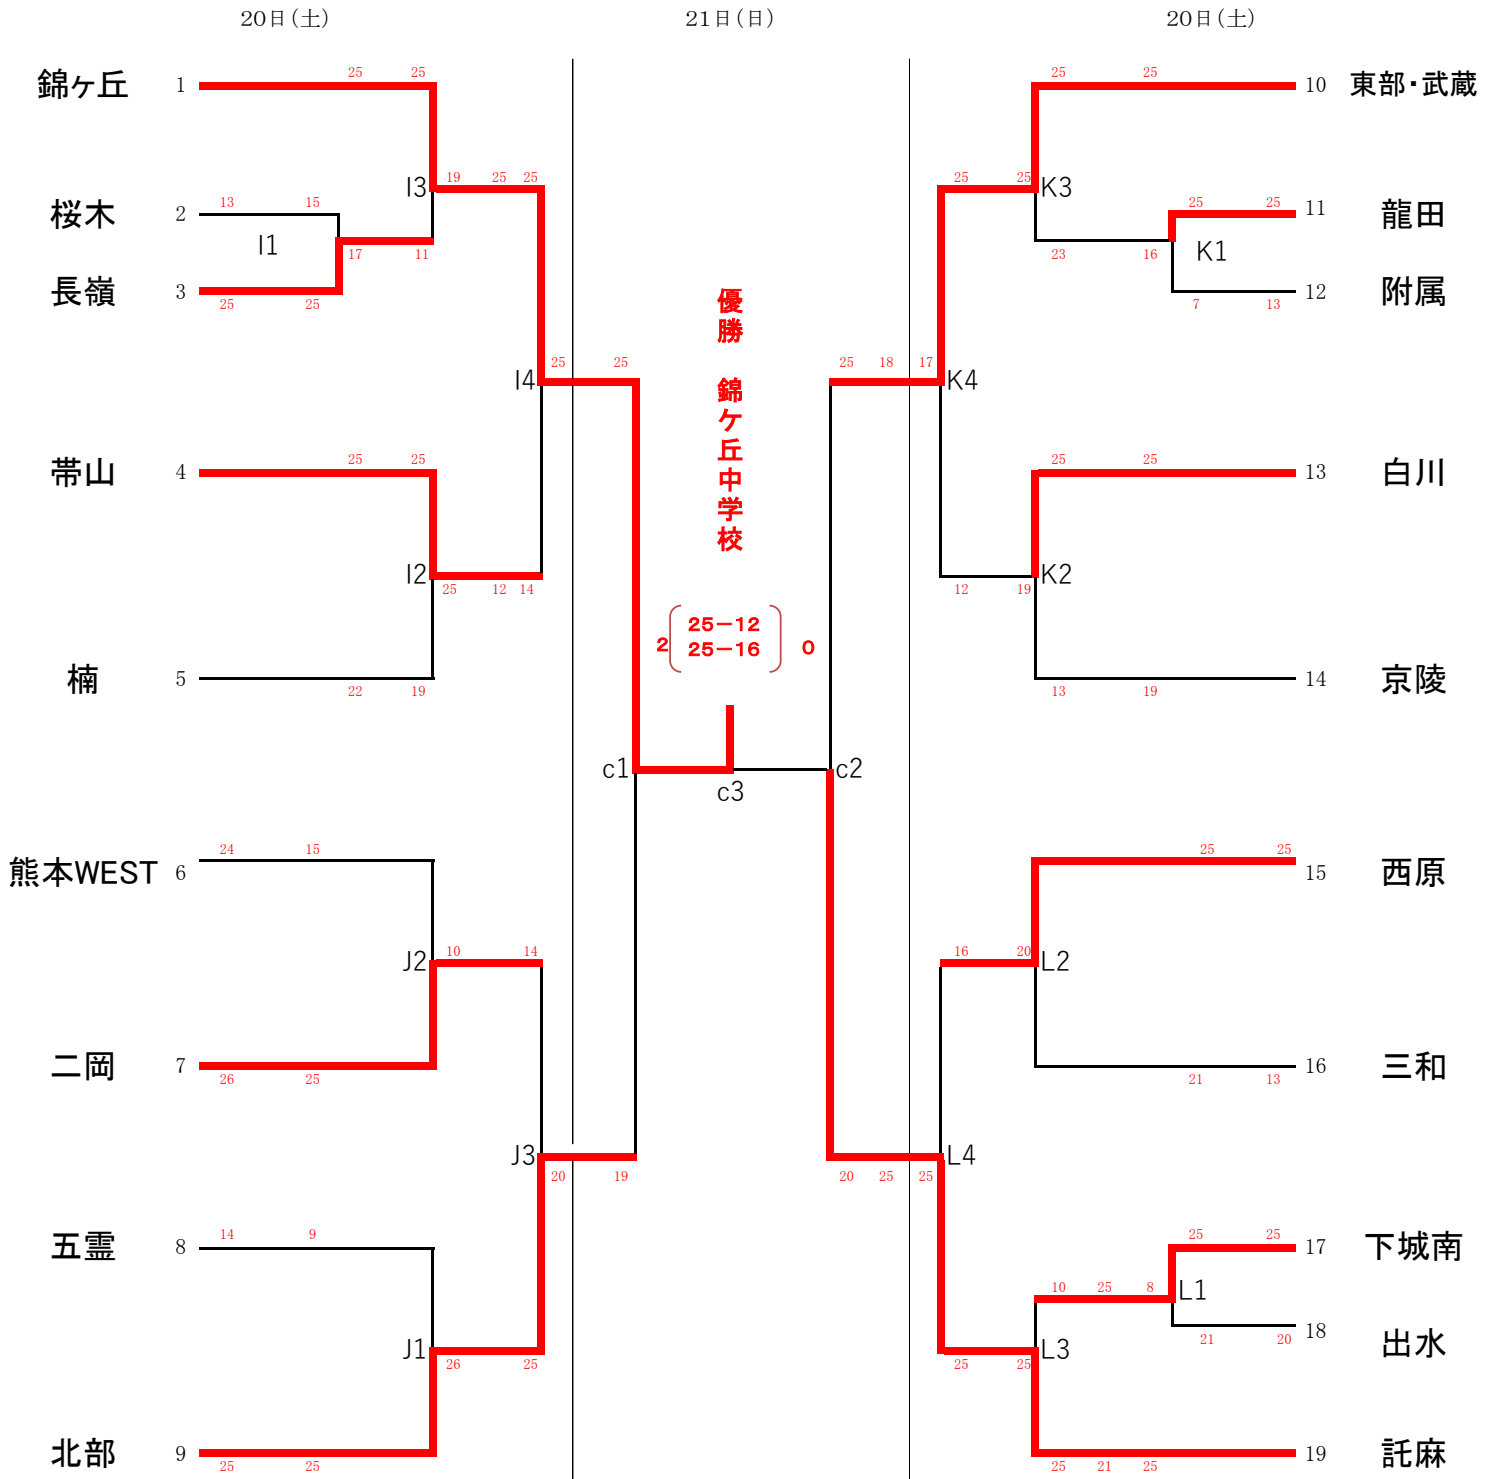 20日(土) 21日(日) 20日(土)
25 25 25 25
錦ヶ丘 1 10 東部・武蔵
I3 19 25 25 25 25 K3
桜木 2 13 15 25 25 11 龍田
I1 17 11 23 16 K1
長嶺 3 12 附属
25 25 7 13
優勝 錦ケ丘中学校
I4 25 25 25 18 17 K4
25 25 25 25
帯山 4 13 白川
I2 K2
25 12 14 12 19
2 25-12 0
25-16
楠 5 14 京陵
22 19 13 19
c1 c2
c3
24 15 25 25
熊本WEST 6 15 西原
J2 10 14 16 20 L2
二岡 7 16 三和
26 25 21 13
J3 L4
20 19 20 25 25
14 9 25 25
五霊 8 17 下城南
10 25 8 L1
18 出水
21 20
J1 L3
26 25 25 25
北部 9 19 託麻
25 25 25 21 25